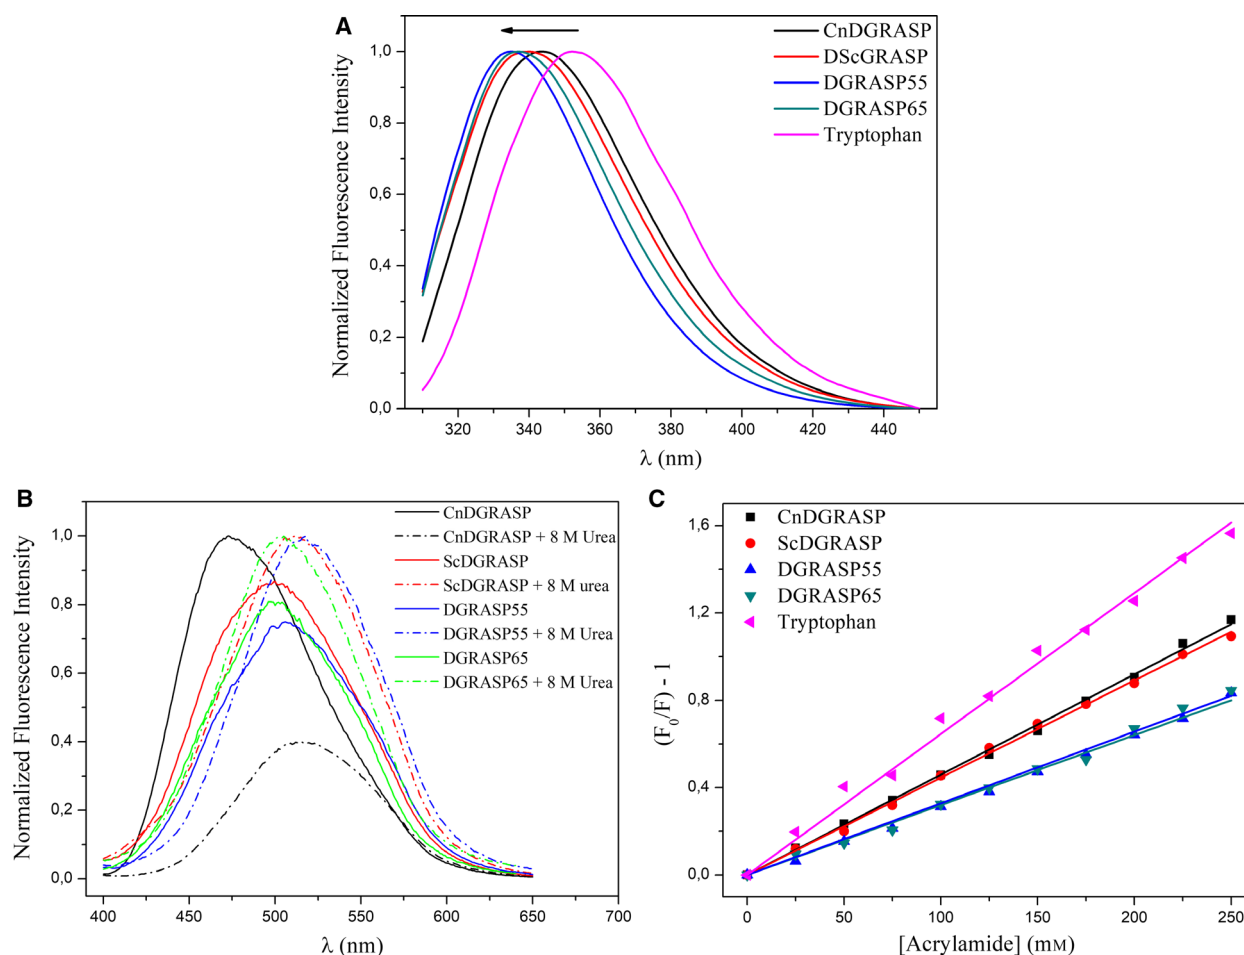 A
Normalized Fluorescence Intensity
1,0
0,8
0,6
0,4
0,2
0,0
320
340
360
380
400
420
440
λ (nm)
CnDGRASP
DScGRASP
DGRASP55
DGRASP65
Tryptophan
B
Normalized Fluorescence Intensity
1,0
0,8
0,6
0,4
0,2
0,0
400
450
500
550
600
650
700
λ (nm)
CnDGRASP
CnDGRASP + 8 M Urea
ScDGRASP
ScDGRASP + 8 M urea
DGRASP55
DGRASP55 + 8 M Urea
DGRASP65
DGRASP65 + 8 M Urea
C
(F₀/F) - 1
1,6
1,2
0,8
0,4
0,0
0
50
100
150
200
250
[Acrylamide] (mM)
CnDGRASP
ScDGRASP
DGRASP55
DGRASP65
Tryptophan